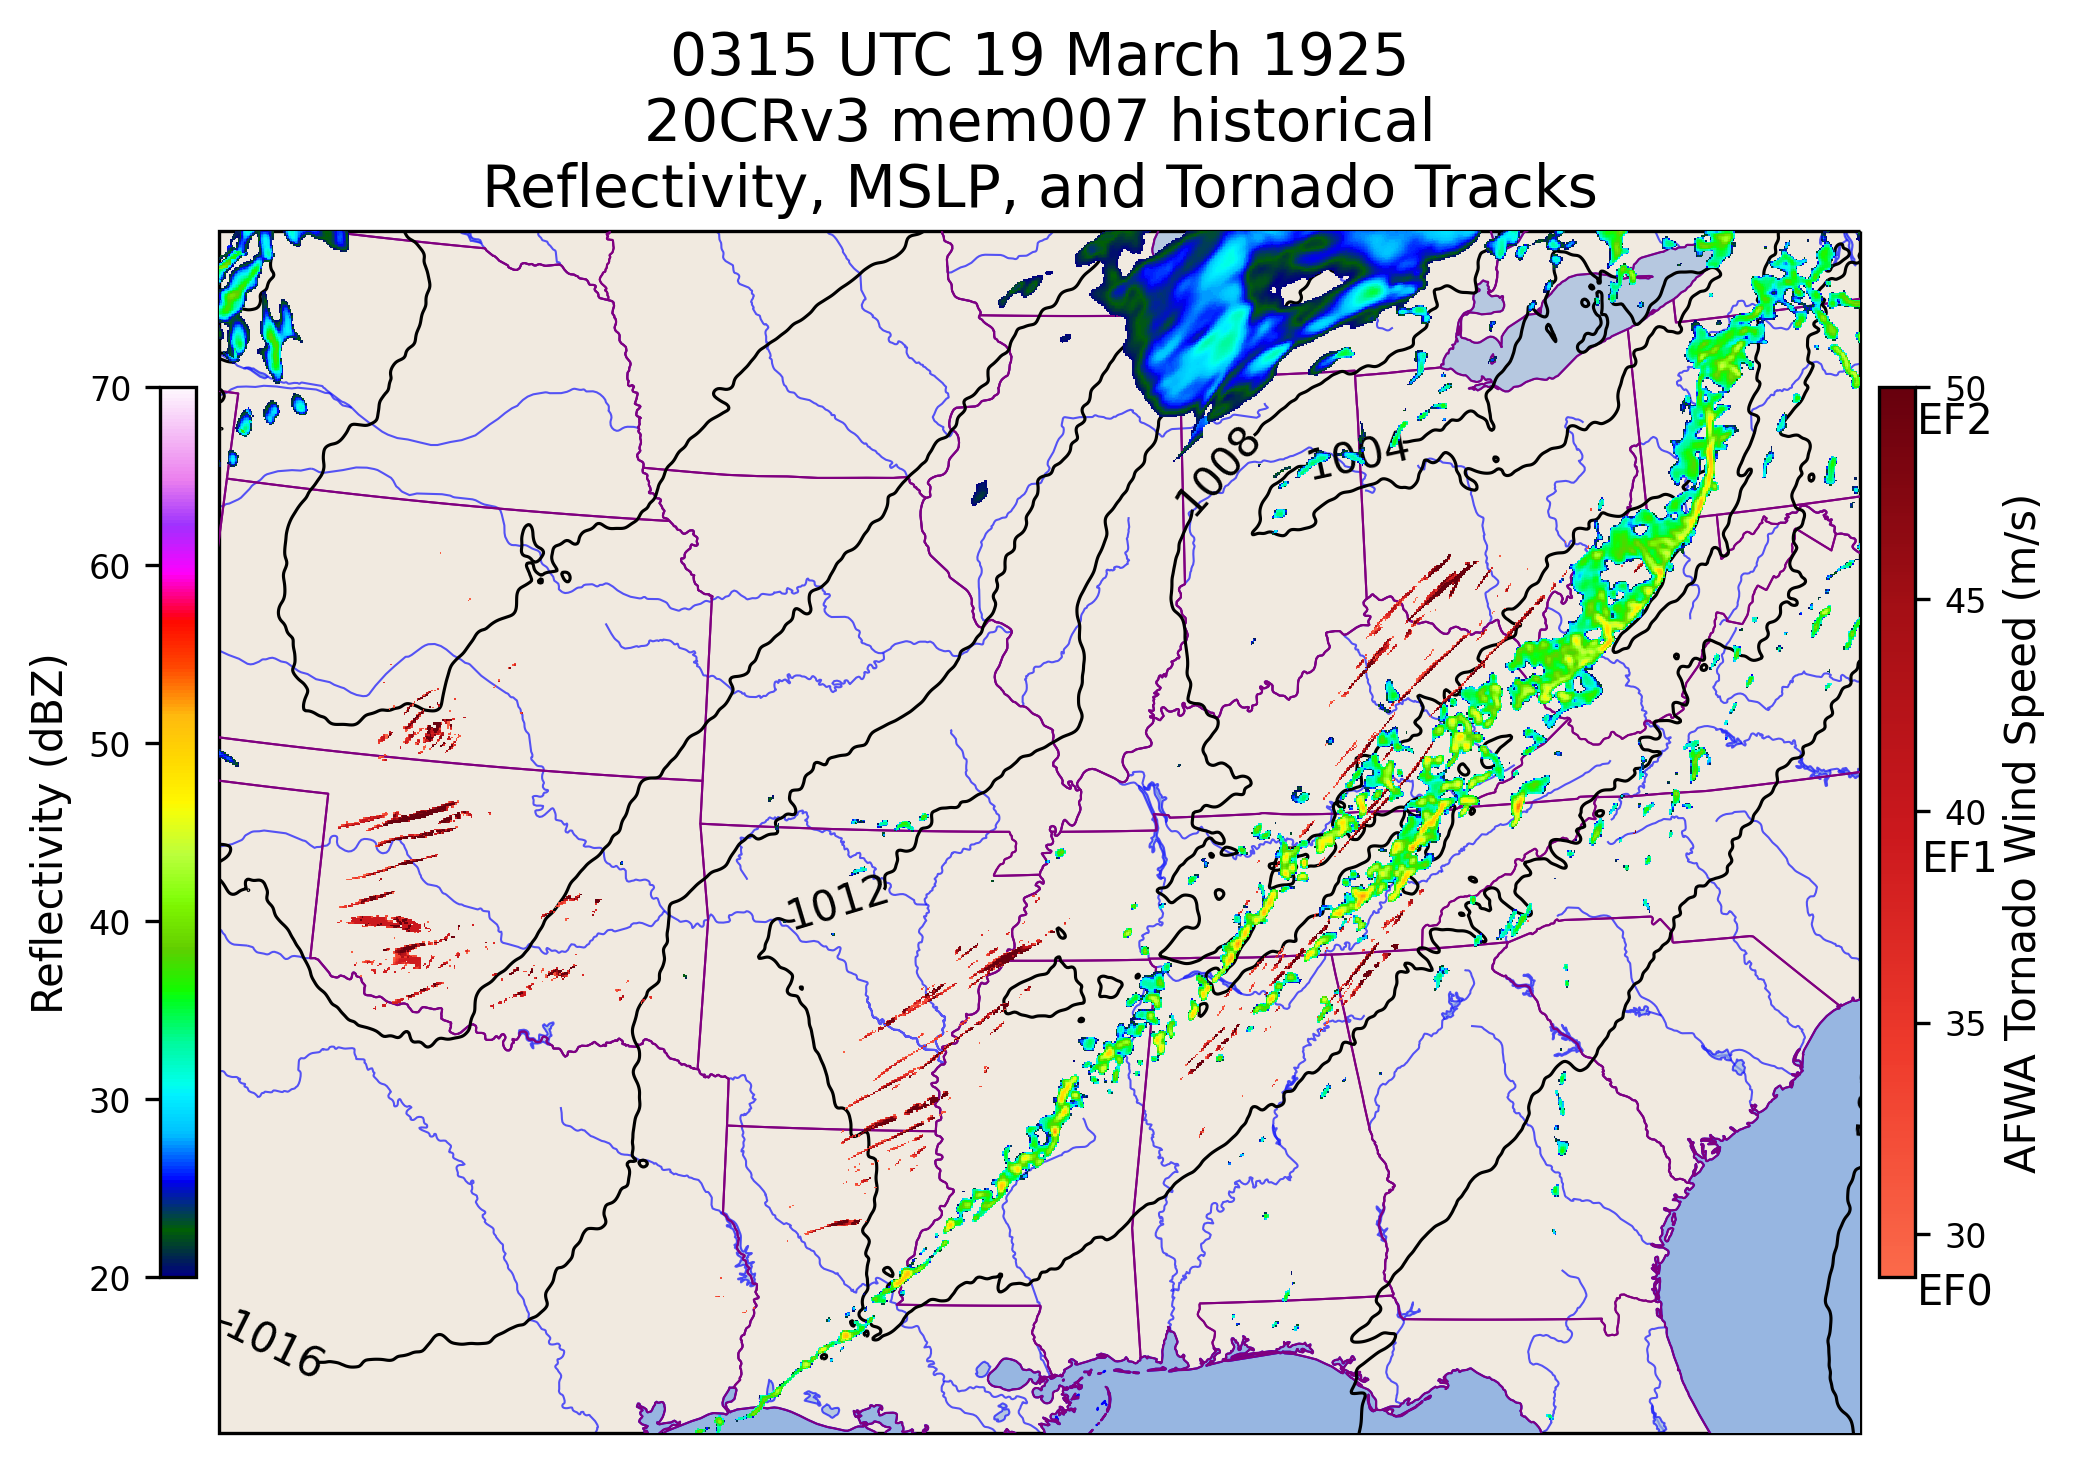 0315 UTC 19 March 1925
20CRv3 mem007 historical
Reflectivity, MSLP, and Tornado Tracks
Reflectivity (dBZ)
70
60
50
40
30
20
1008
1004
1012
1016
50
EF2
45
40
EF1
35
30
EF0
AFWA Tornado Wind Speed (m/s)